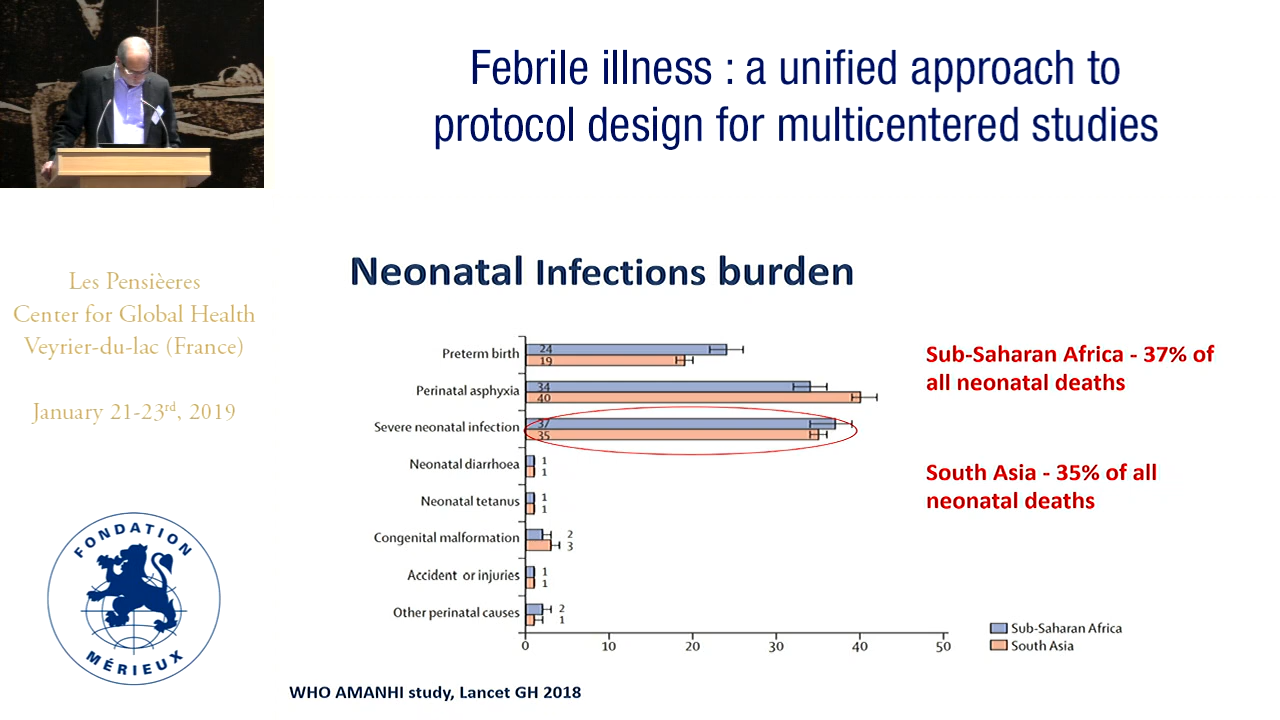 Febrile illness : a unified approach to
protocol design for multicentered studies
Les Pensièeres
Center for Global Health
Veyrier-du-lac (France)
January 21-23rd, 2019
FONDATION
MÉRIEUX
Neonatal Infections burden
Preterm birth
24
19
Perinatal asphyxia
34
40
Severe neonatal infection
37
35
Neonatal diarrhoea
1
1
Neonatal tetanus
1
1
Congenital malformation
2
3
Accident or injuries
1
1
Other perinatal causes
2
1
0 10 20 30 40 50
Sub-Saharan Africa
South Asia
Sub-Saharan Africa - 37% of
all neonatal deaths
South Asia - 35% of all
neonatal deaths
WHO AMANHI study, Lancet GH 2018